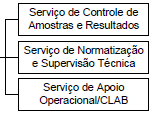 Serviço de Controle de
Amostras e Resultados
Serviço de Normatização
e Supervisão Técnica
Serviço de Apoio
Operacional/CLAB